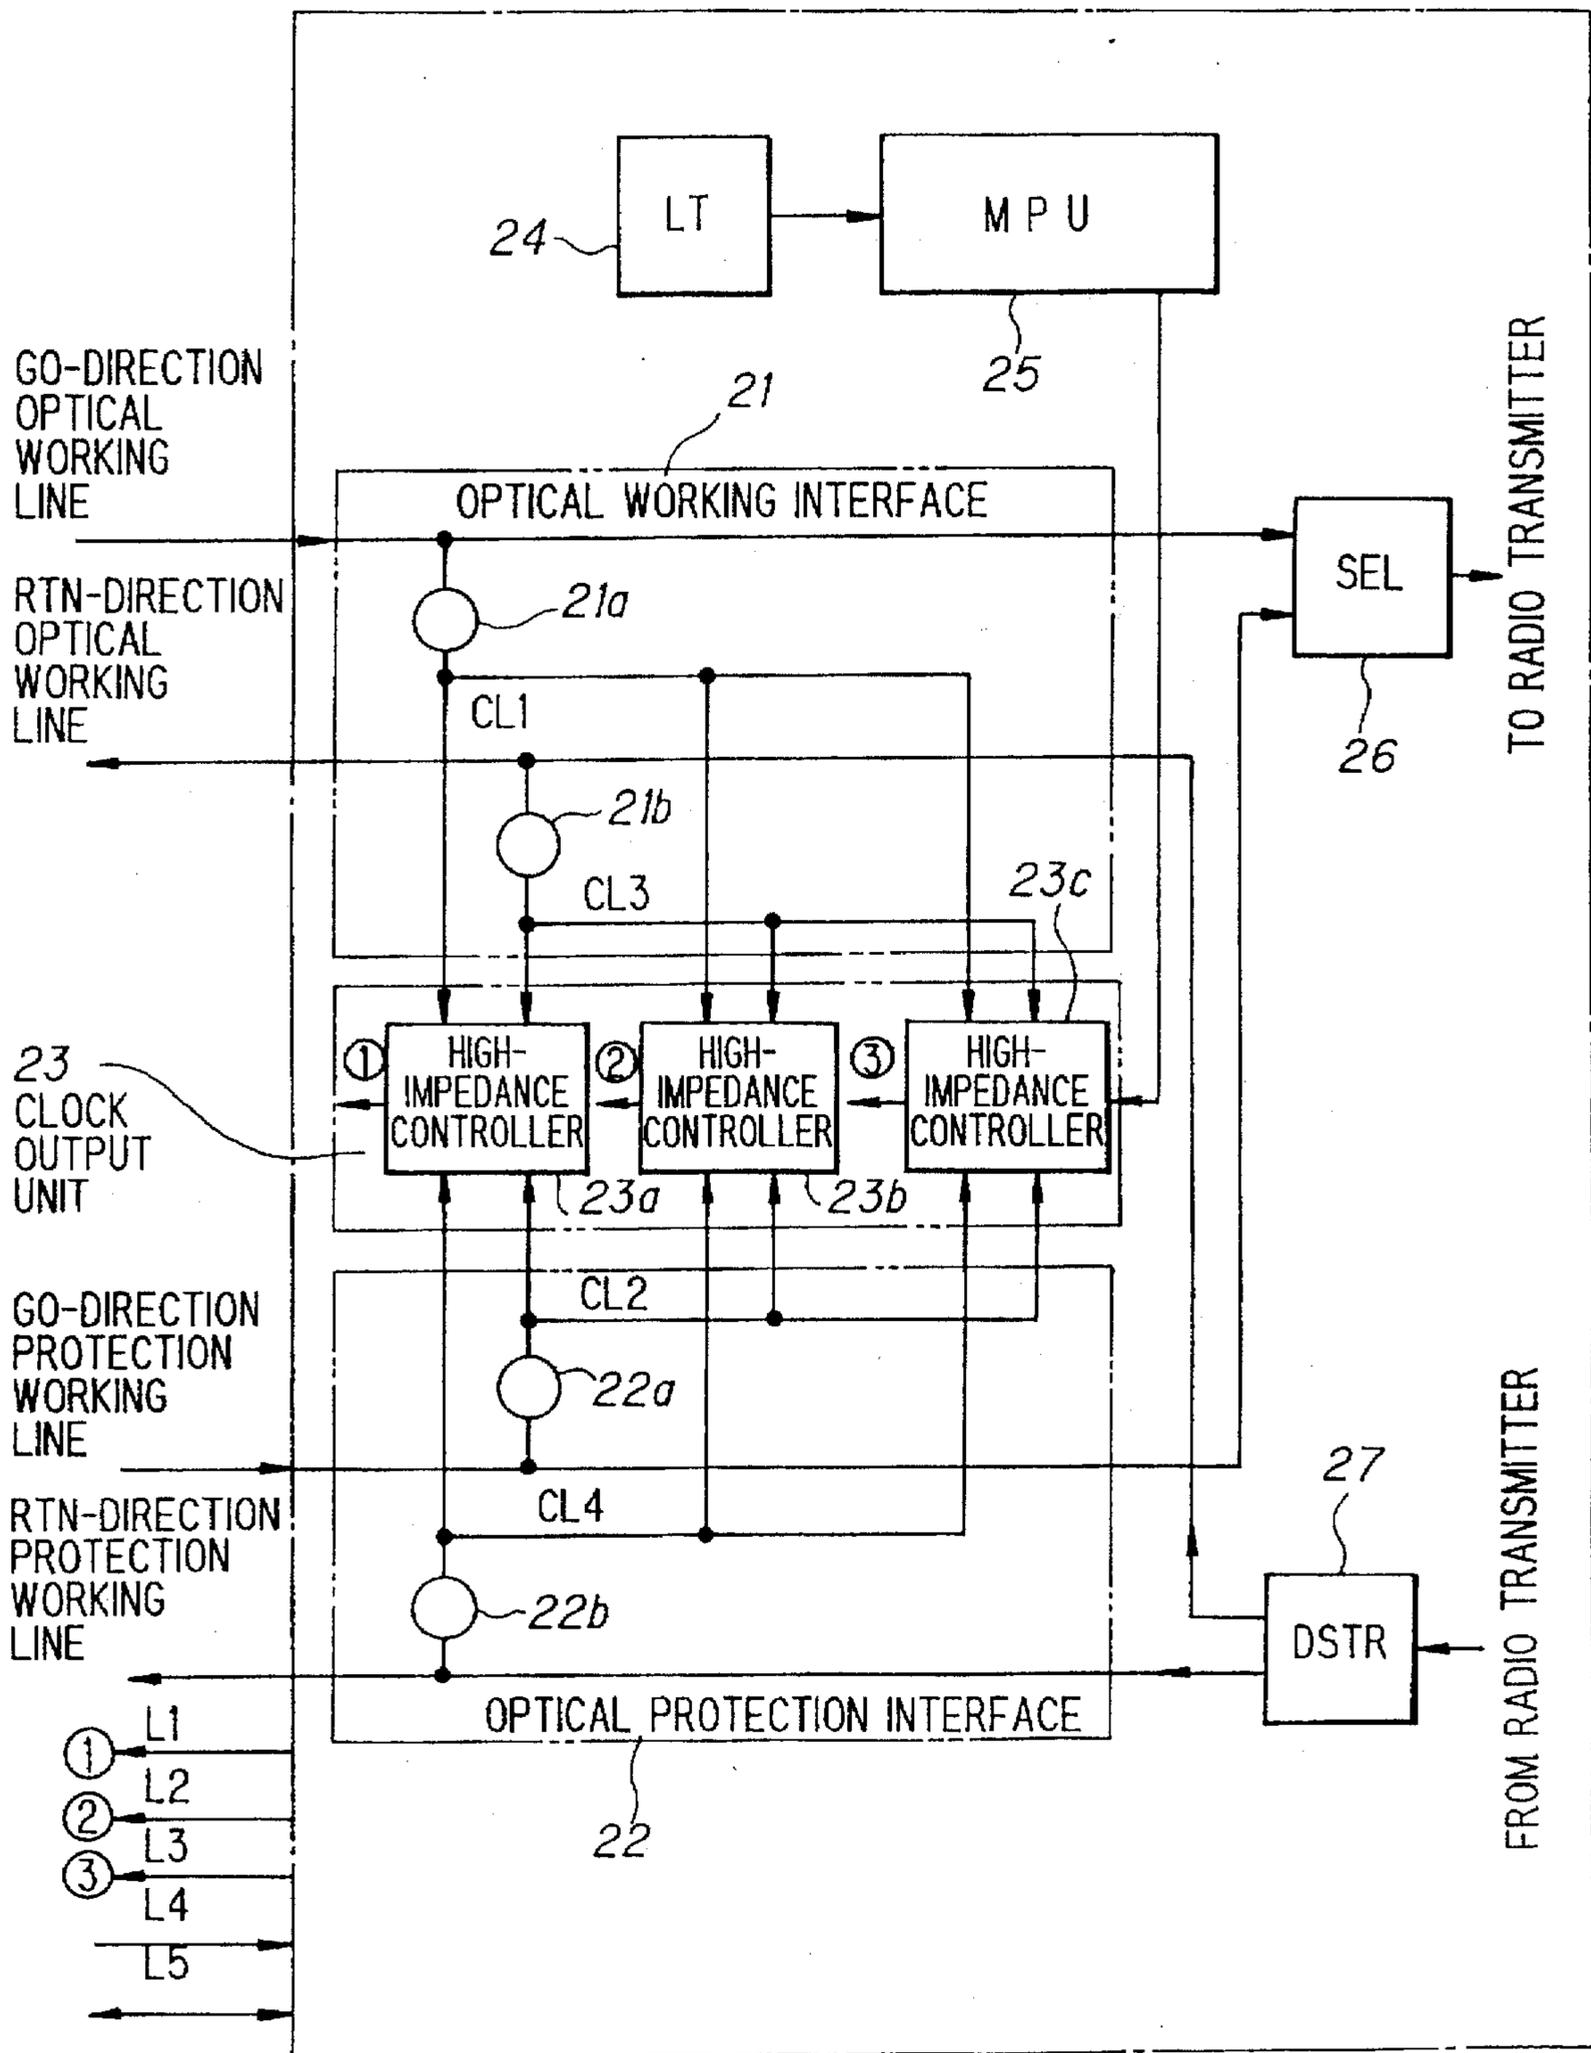 LT
MPU
24
25
GO-DIRECTION
OPTICAL
WORKING
LINE
21
OPTICAL WORKING INTERFACE
TO RADIO TRANSMITTER
SEL
26
RTN-DIRECTION
OPTICAL
WORKING
LINE
21a
CL1
21b
CL3
23c
23
CLOCK
OUTPUT
UNIT
①
HIGH-
IMPEDANCE
CONTROLLER
②
HIGH-
IMPEDANCE
CONTROLLER
③
HIGH-
IMPEDANCE
CONTROLLER
23a
23b
GO-DIRECTION
PROTECTION
WORKING
LINE
CL2
22a
RTN-DIRECTION
PROTECTION
WORKING
LINE
CL4
22b
27
DSTR
FROM RADIO TRANSMITTER
OPTICAL PROTECTION INTERFACE
22
L1
①
L2
②
L3
③
L4
L5